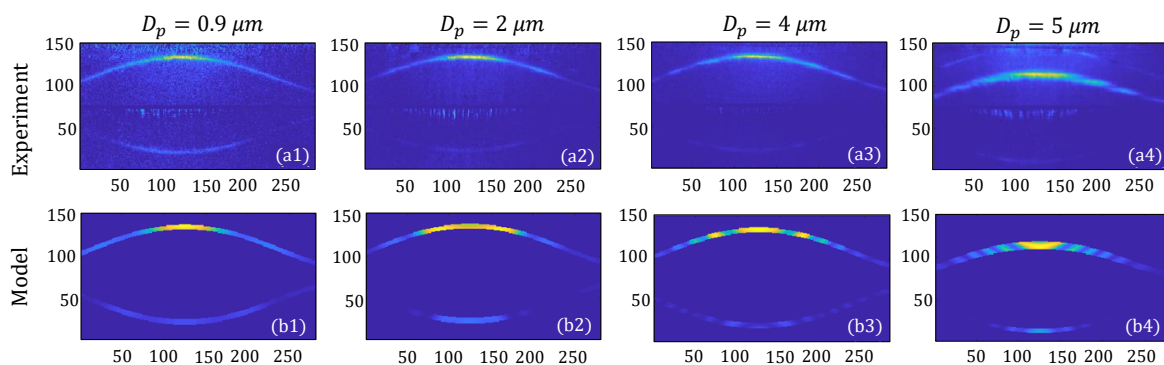 D_p = 0.9 μm D_p = 2 μm D_p = 4 μm D_p = 5 μm
Experiment
150 100 50 (a1) 150 100 50 (a2) 150 100 50 (a3) 150 100 50 (a4)
50 100 150 200 250 50 100 150 200 250 50 100 150 200 250 50 100 150 200 250
Model
150 100 50 (b1) 150 100 50 (b2) 150 100 50 (b3) 150 100 50 (b4)
50 100 150 200 250 50 100 150 200 250 50 100 150 200 250 50 100 150 200 250